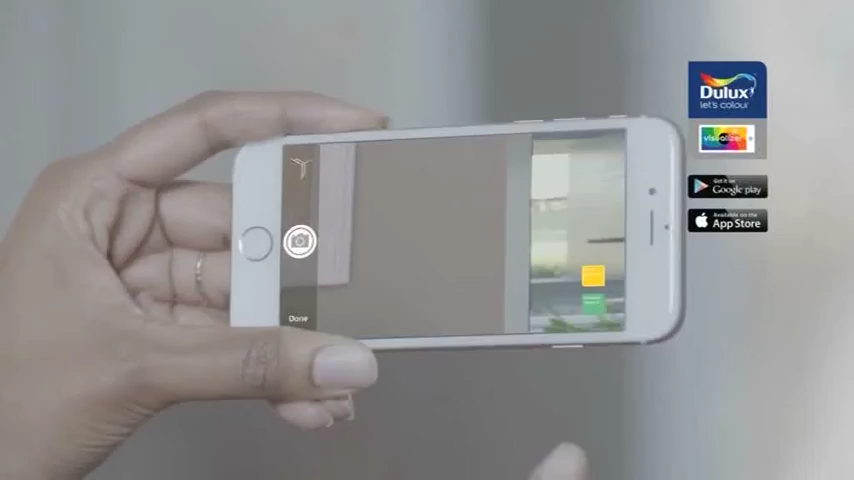 Dulux
let's colour
visualizer
Get it on
Google play
Available on the
App Store
Done